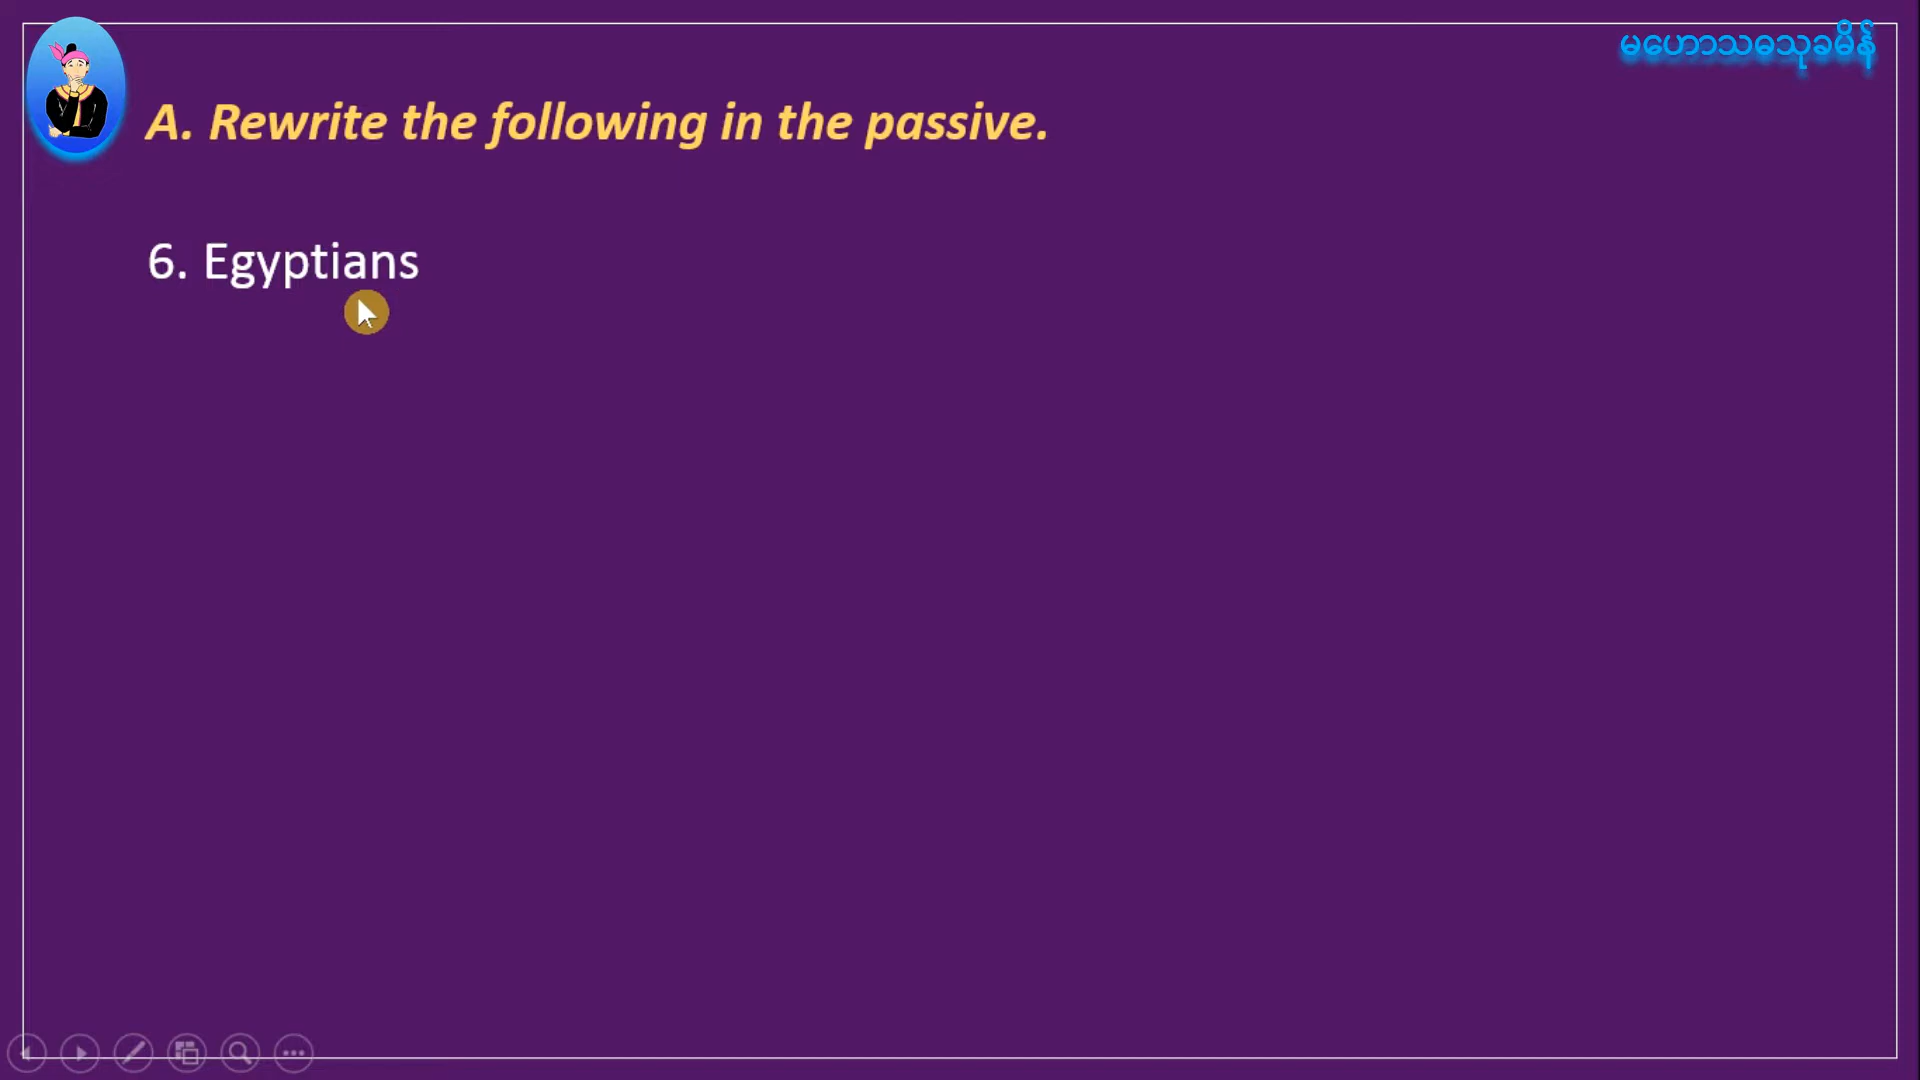 မဟောသဓသုခမိန်
A. Rewrite the following in the passive.
6. Egyptians